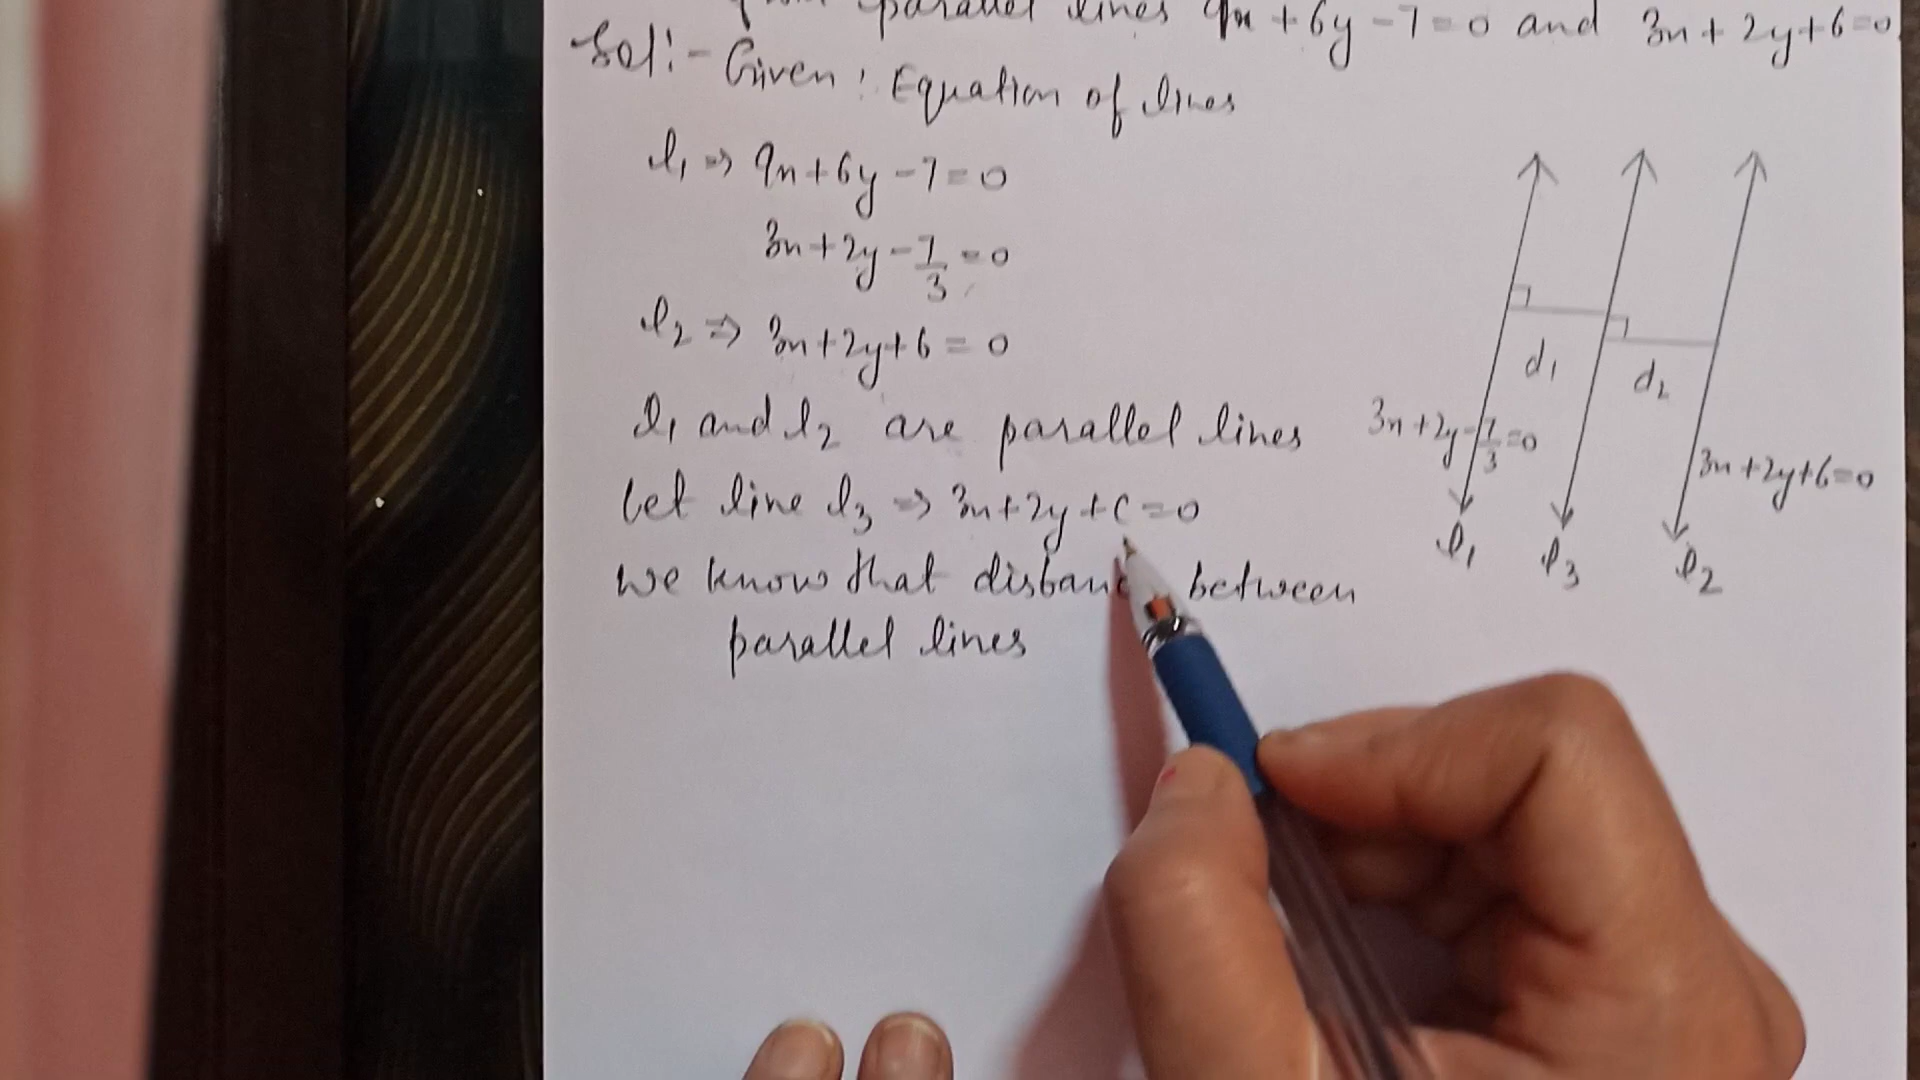 from parallel lines 9x + 6y - 7 = 0 and 3x + 2y + 6 = 0.
Sol:- Given: Equation of lines
l₁ ⇒ 9x + 6y - 7 = 0
3x + 2y - 7/3 = 0
l₂ ⇒ 3x + 2y + 6 = 0
l₁ and l₂ are parallel lines
Let line l₃ ⇒ 3x + 2y + C = 0
we know that distance between
parallel lines
d₁
d₂
3x + 2y - 7/3 = 0
3x + 2y + 6 = 0
l₁
l₃
l₂